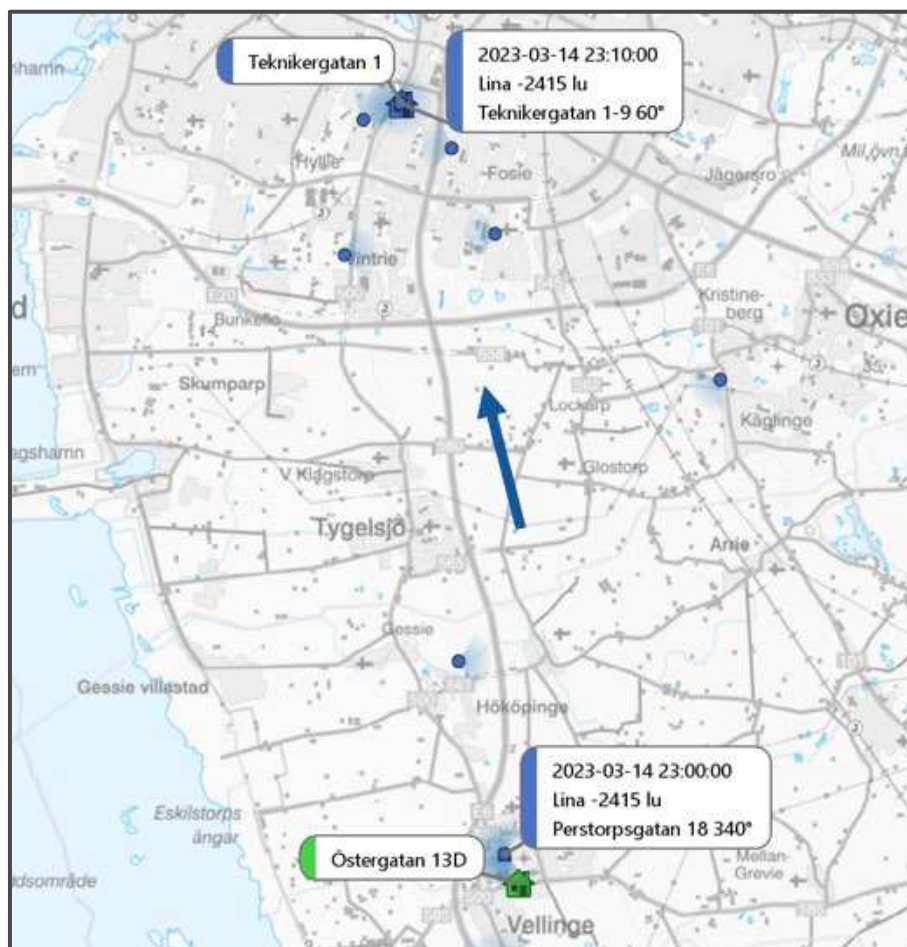 Teknikergatan 1
2023-03-14 23:10:00
Lina -2415 lu
Teknikergatan 1-9 60°
Hyllie
Fosie
Jägersro
Vintrie
Kristine-
berg
Bunkeflo
Oxie
Skumparp
Lockarp
Käglinge
agshamn
V Klagstorp
Glostorp
Tygelsjö
Arrie
Gessie
Gessie villastad
Hököpinge
2023-03-14 23:00:00
Lina -2415 lu
Perstorpsgatan 18 340°
Eskilstorps
ängar
Östergatan 13D
Mellan-
Grevie
ddsområde
Vellinge